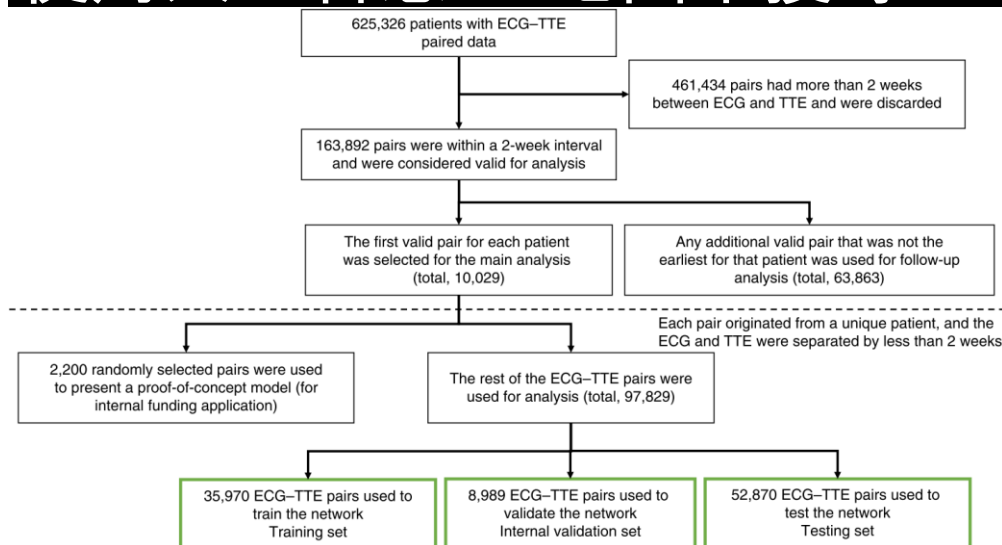 625,326 patients with ECG–TTE
paired data
461,434 pairs had more than 2 weeks
between ECG and TTE and were discarded
163,892 pairs were within a 2-week interval
and were considered valid for analysis
The first valid pair for each patient
was selected for the main analysis
(total, 10,029)
Any additional valid pair that was not the
earliest for that patient was used for follow-up
analysis (total, 63,863)
Each pair originated from a unique patient, and the
ECG and TTE were separated by less than 2 weeks
2,200 randomly selected pairs were used
to present a proof-of-concept model (for
internal funding application)
The rest of the ECG–TTE pairs were
used for analysis (total, 97,829)
35,970 ECG–TTE pairs used to
train the network
Training set
8,989 ECG–TTE pairs used to
validate the network
Internal validation set
52,870 ECG–TTE pairs used to
test the network
Testing set